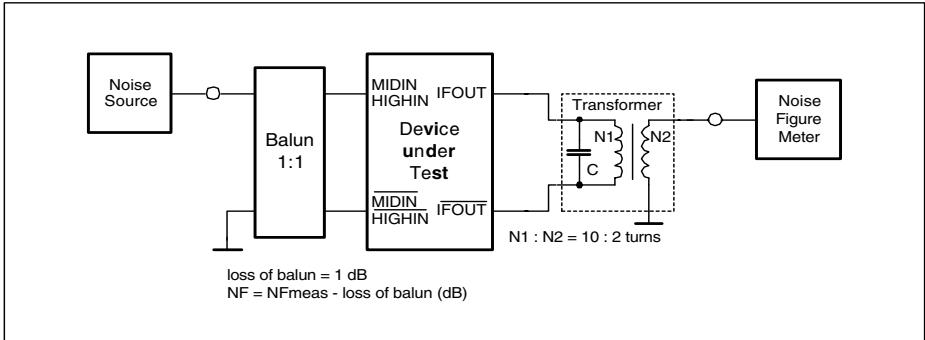 Noise
Source
Balun
1:1
MIDIN
HIGHIN
IFOUT
Device
under
Test
MIDIN
HIGHIN
IFOUT
Transformer
N1
N2
C
N1 : N2 = 10 : 2 turns
Noise
Figure
Meter
loss of balun = 1 dB
NF = NFmeas - loss of balun (dB)